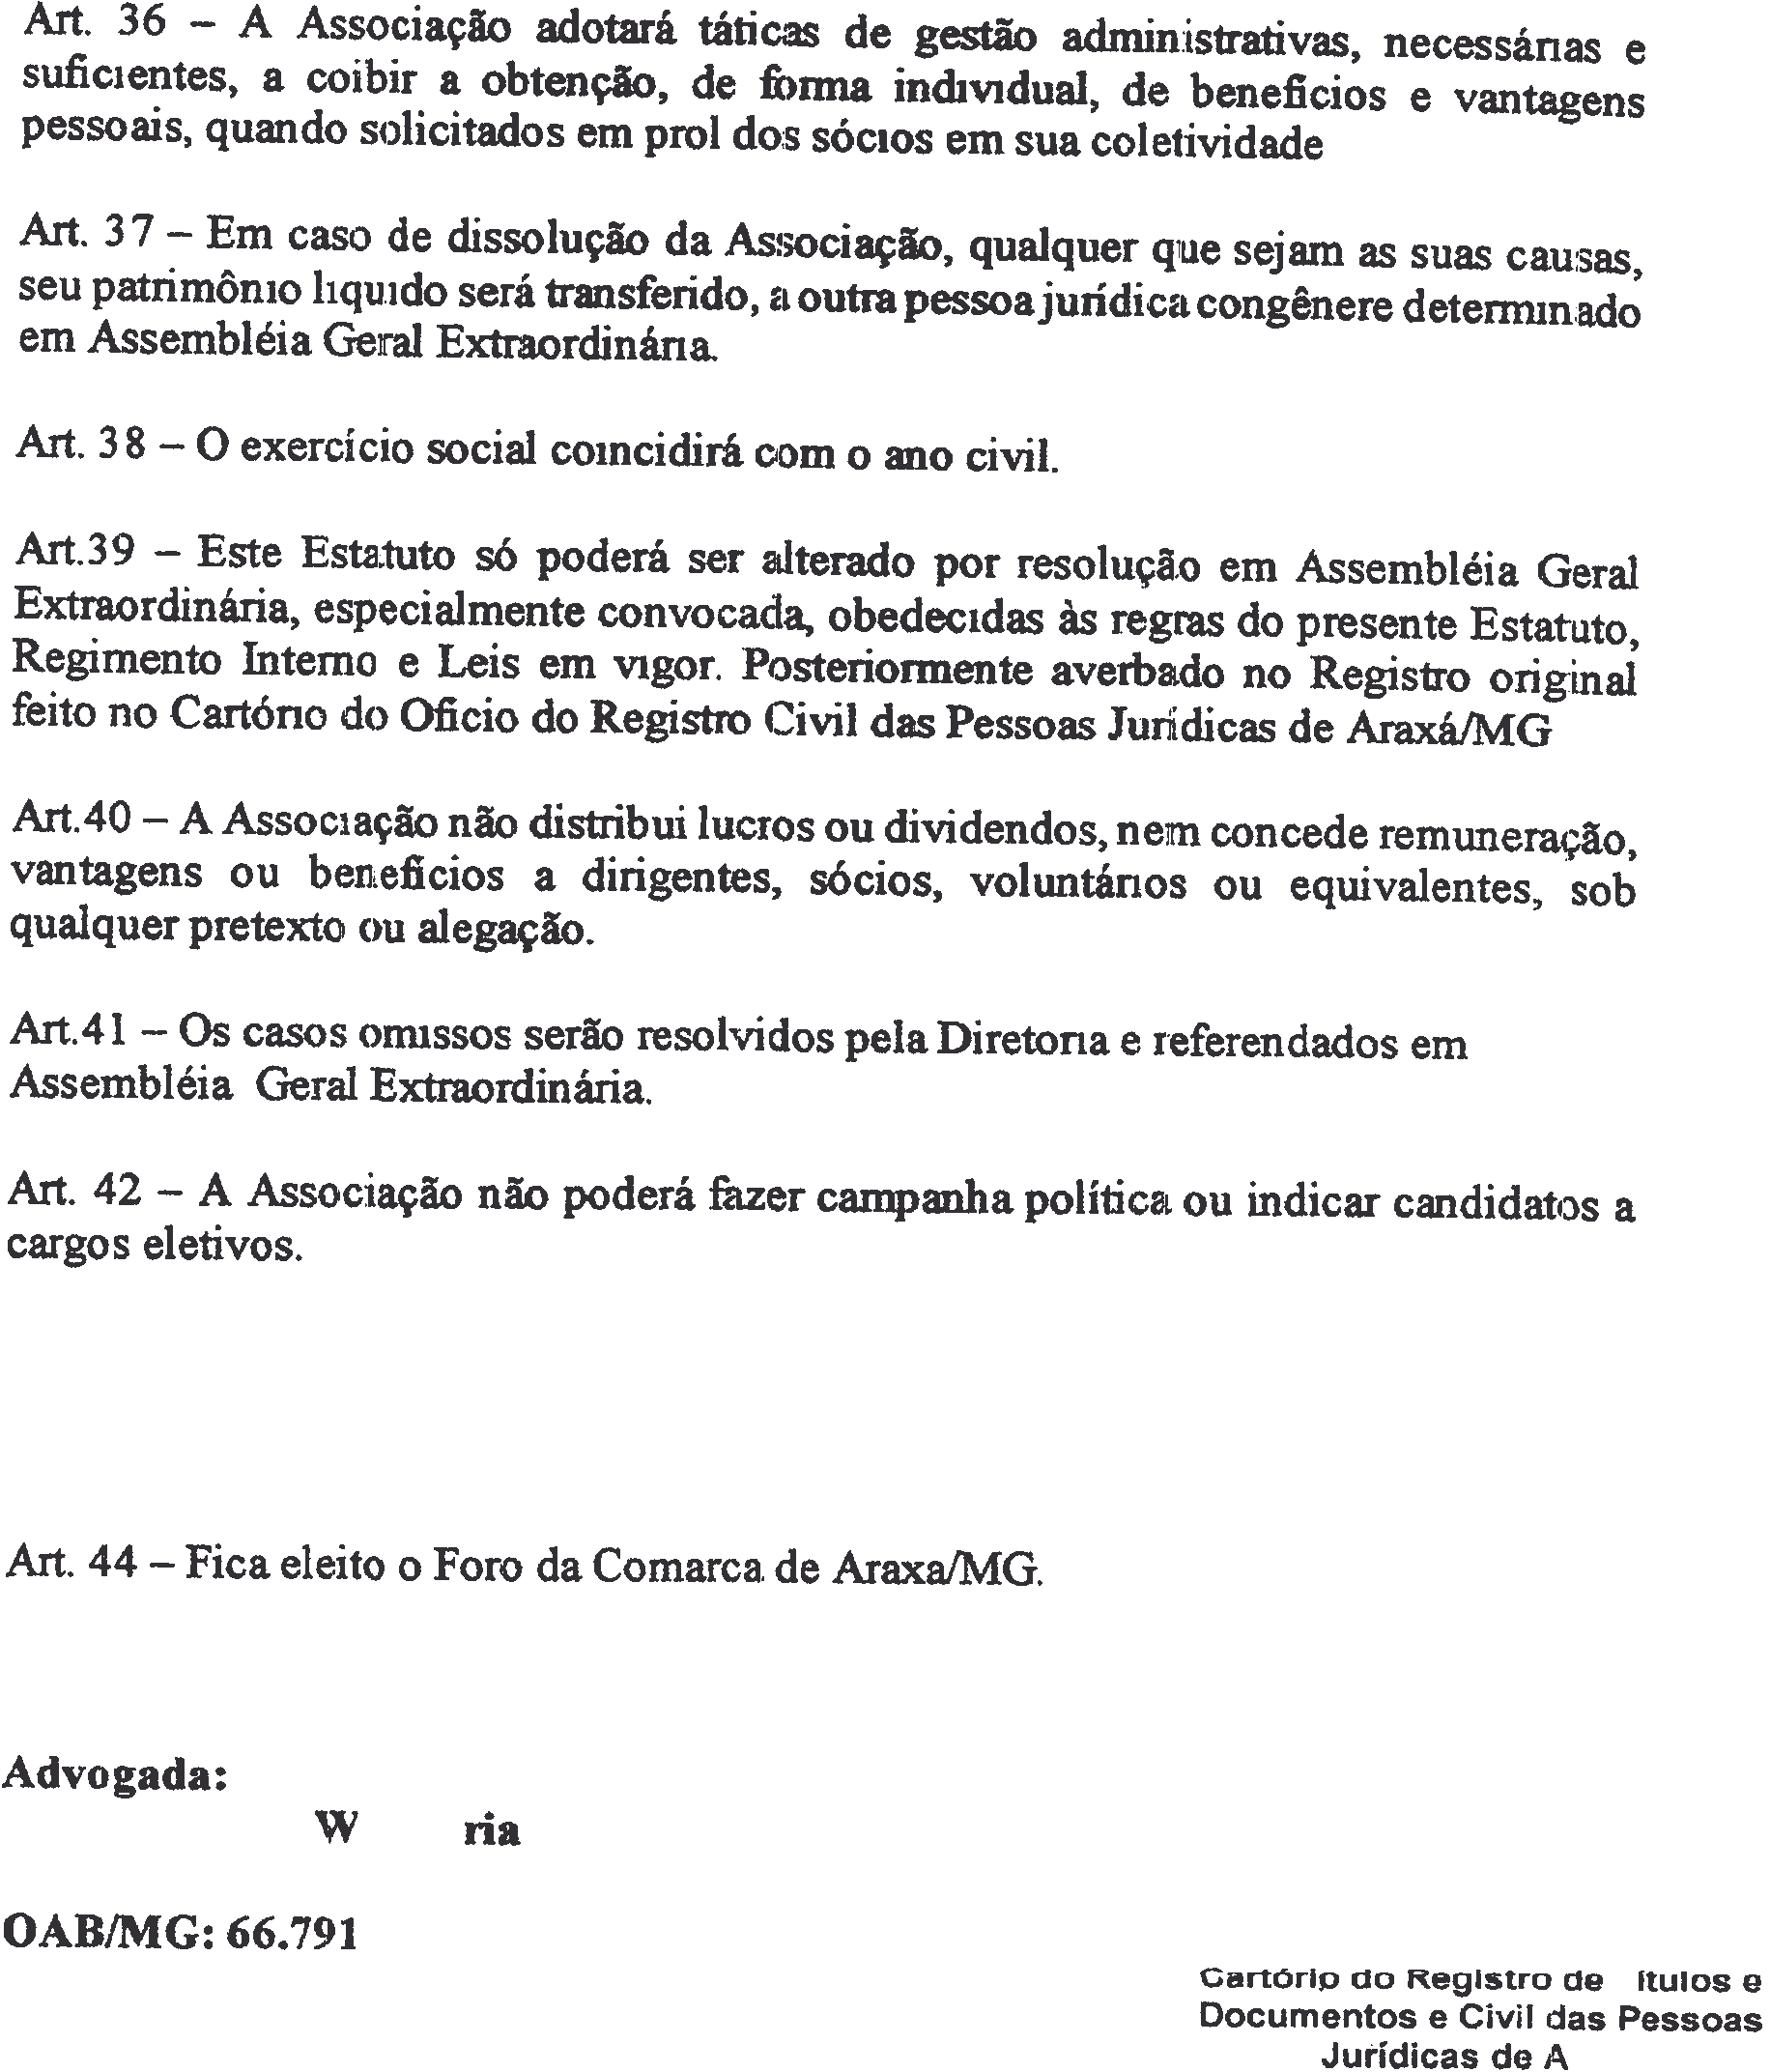 Art. 36 – A Associação adotará táticas de gestão administrativas, necessárias e
suficientes, a coibir a obtenção, de forma individual, de beneficios e vantagens
pessoais, quando solicitados em prol dos sócios em sua coletividade
Art. 37 – Em caso de dissolução da Associação, qualquer que sejam as suas causas,
seu patrimônio liquido será transferido, a outra pessoa jurídica congênere determinado
em Assembléia Geral Extraordinária.
Art. 38 – O exercício social coincidirá com o ano civil.
Art.39 – Este Estatuto só poderá ser alterado por resolução em Assembléia Geral
Extraordinária, especialmente convocada, obedecidas às regras do presente Estatuto,
Regimento Interno e Leis em vigor. Posteriormente averbado no Registro original
feito no Cartório do Oficio do Registro Civil das Pessoas Jurídicas de Araxá/MG
Art.40 – A Associação não distribui lucros ou dividendos, nem concede remuneração,
vantagens ou beneficios a dirigentes, sócios, voluntários ou equivalentes, sob
qualquer pretexto ou alegação.
Art.41 – Os casos omissos serão resolvidos pela Diretoria e referendados em
Assembléia Geral Extraordinária.
Art. 42 – A Associação não poderá fazer campanha política ou indicar candidatos a
cargos eletivos.
Art. 44 – Fica eleito o Foro da Comarca de Araxa/MG.
Advogada:
W ria
OAB/MG: 66.791
Cartório do Registro de ítulos e
Documentos e Civil das Pessoas
Jurídicas de A